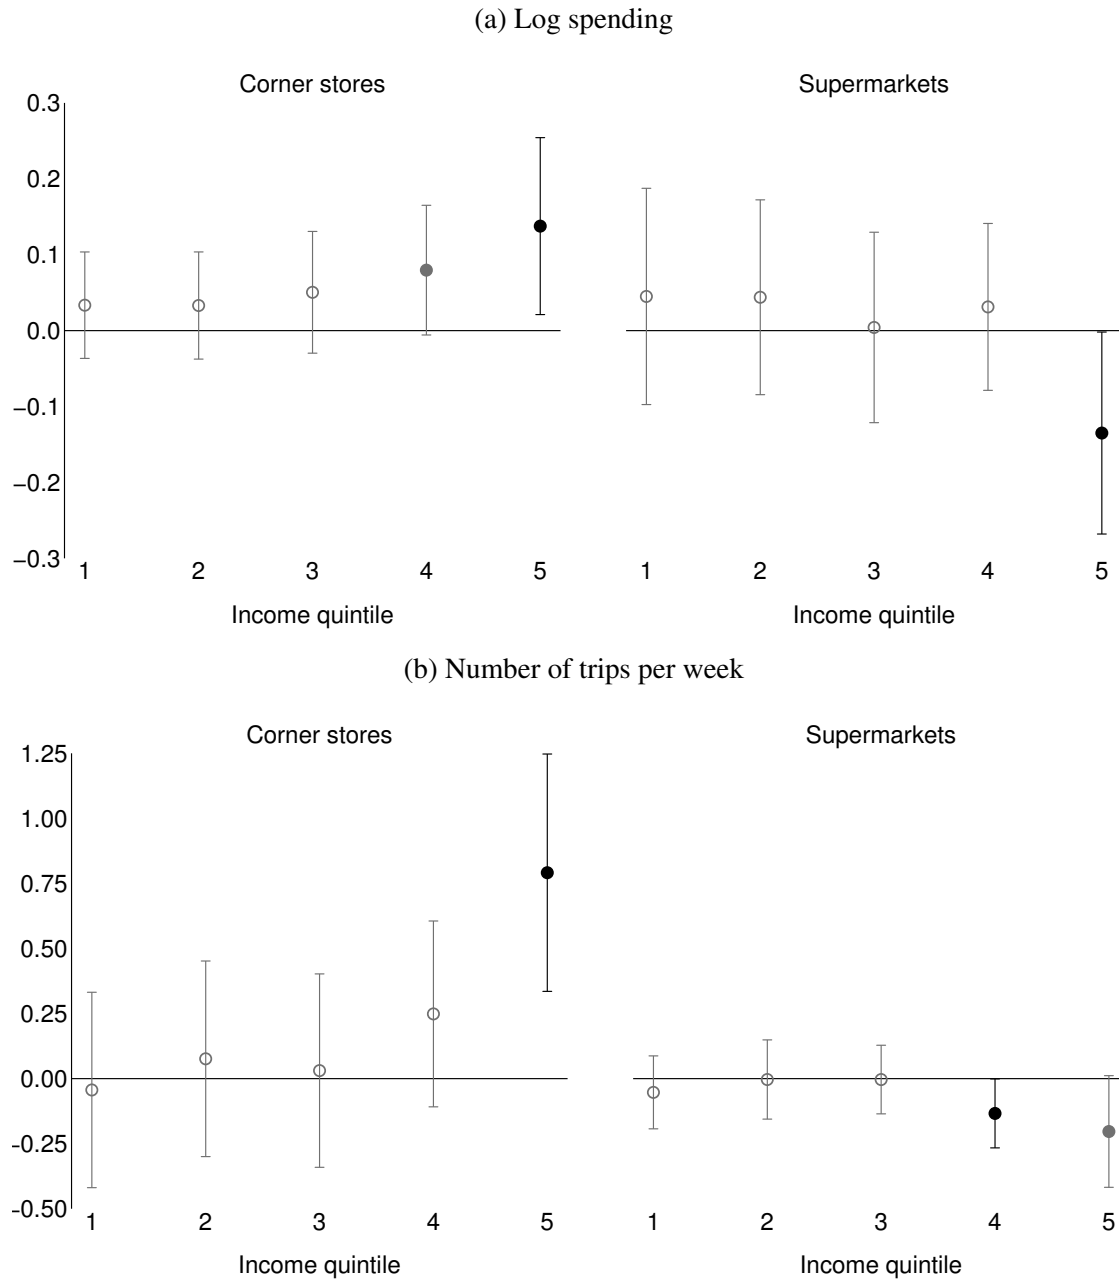 (a) Log spending
Corner stores
Supermarkets
0.3
0.2
0.1
0.0
−0.1
−0.2
−0.3
1 2 3 4 5
1 2 3 4 5
Income quintile
Income quintile
(b) Number of trips per week
Corner stores
Supermarkets
1.25
1.00
0.75
0.50
0.25
0.00
-0.25
-0.50
1 2 3 4 5
1 2 3 4 5
Income quintile
Income quintile